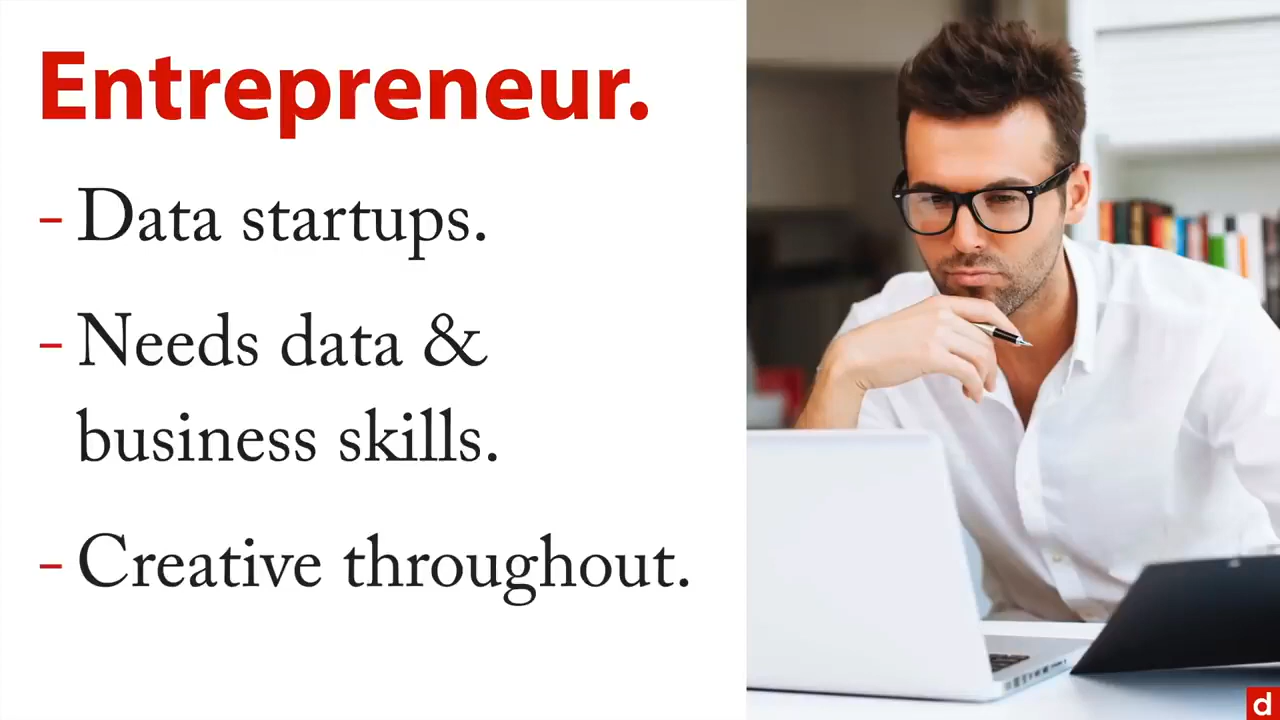 Entrepreneur.
- Data startups.
- Needs data &
business skills.
- Creative throughout.
d